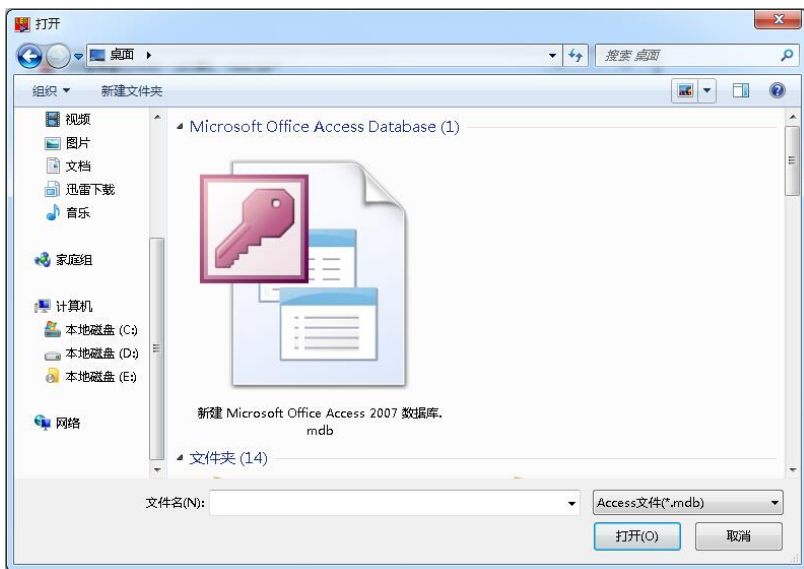 打开
桌面
搜索 桌面
组织
新建文件夹
视频
图片
文档
迅雷下载
音乐
家庭组
计算机
本地磁盘 (C:)
本地磁盘 (D:)
本地磁盘 (E:)
网络
Microsoft Office Access Database (1)
新建 Microsoft Office Access 2007 数据库.
mdb
文件夹 (14)
文件名(N):
Access文件(*.mdb)
打开(O)
取消